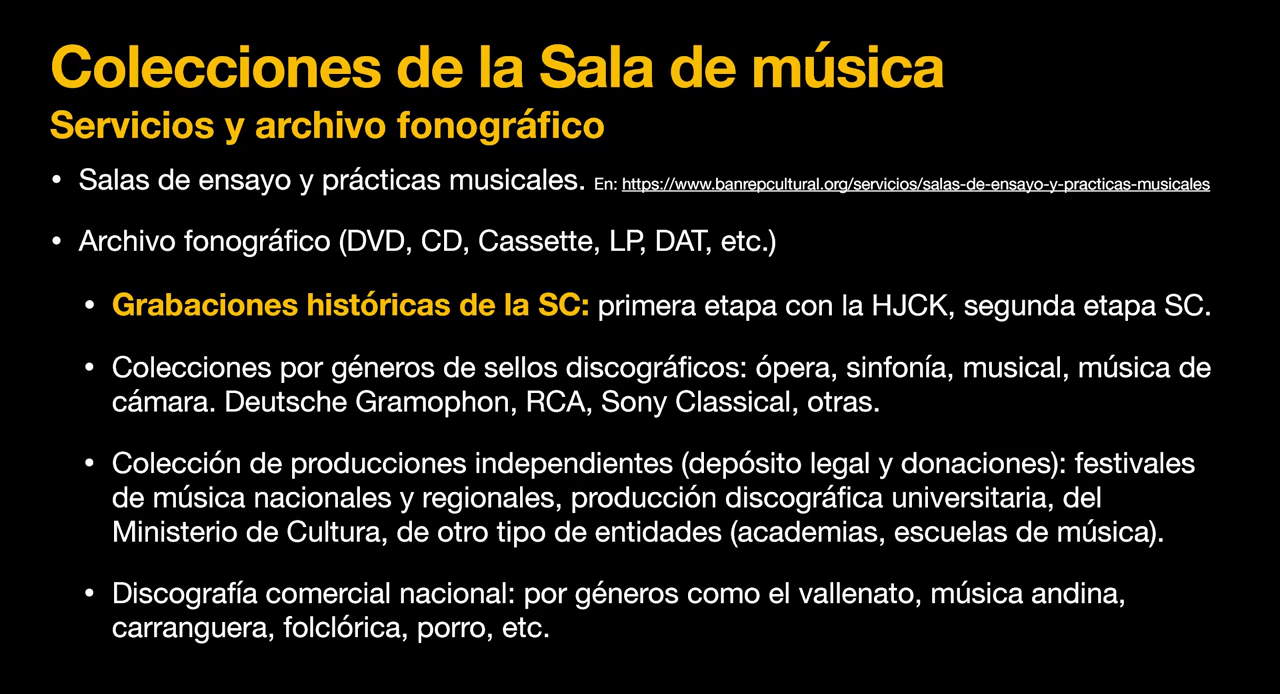 Colecciones de la Sala de música
Servicios y archivo fonográfico
• Salas de ensayo y prácticas musicales. En: https://www.banrepcultural.org/servicios/salas-de-ensayo-y-practicas-musicales
• Archivo fonográfico (DVD, CD, Cassette, LP, DAT, etc.)
• Grabaciones históricas de la SC: primera etapa con la HJCK, segunda etapa SC.
• Colecciones por géneros de sellos discográficos: ópera, sinfonía, musical, música de
cámara. Deutsche Gramophon, RCA, Sony Classical, otras.
• Colección de producciones independientes (depósito legal y donaciones): festivales
de música nacionales y regionales, producción discográfica universitaria, del
Ministerio de Cultura, de otro tipo de entidades (academias, escuelas de música).
• Discografía comercial nacional: por géneros como el vallenato, música andina,
carranguera, folclórica, porro, etc.